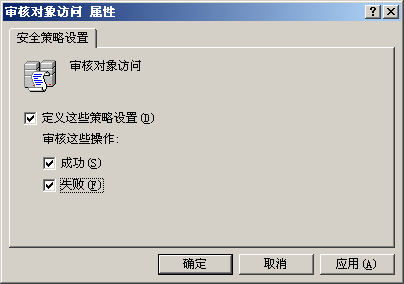 审核对象访问 属性
安全策略设置
审核对象访问
定义这些策略设置(D)
审核这些操作:
成功(S)
失败(F)
确定
取消
应用(A)